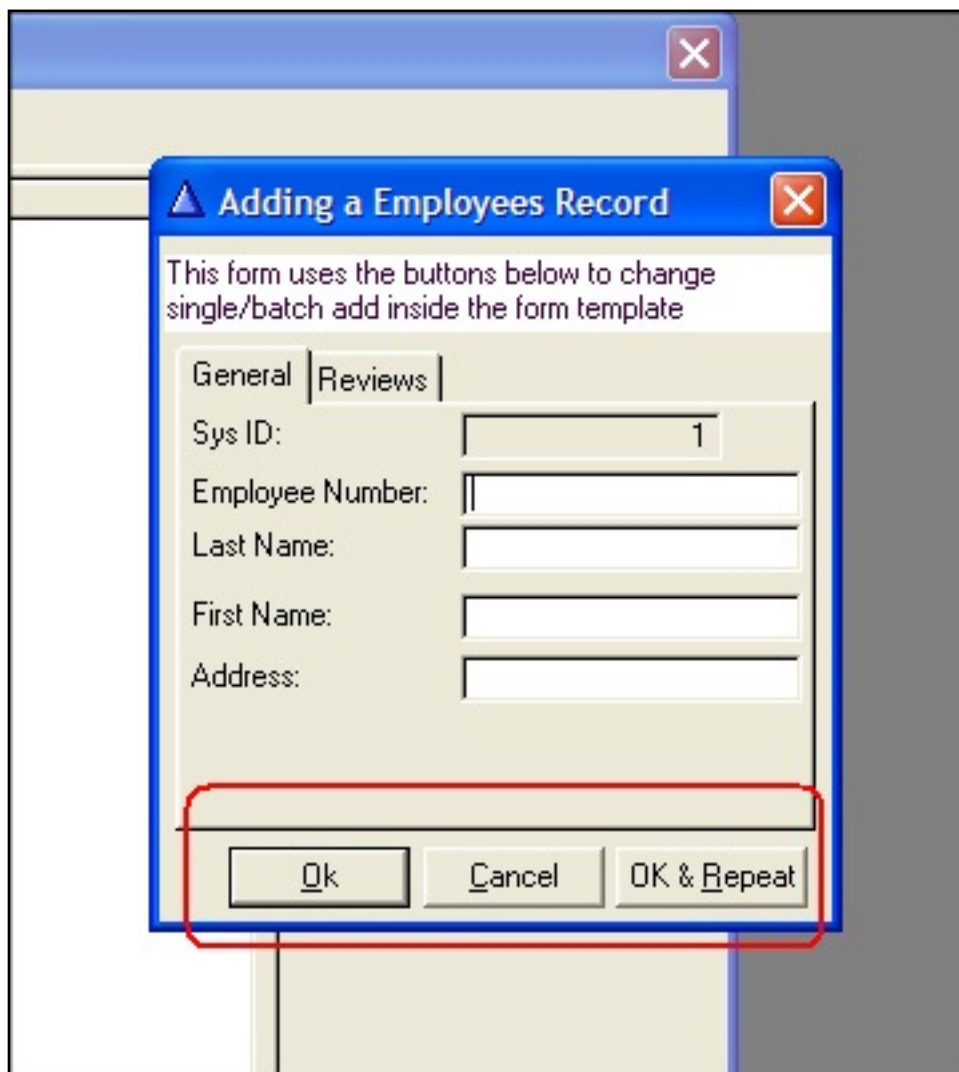 Adding a Employees Record
This form uses the buttons below to change
single/batch add inside the form template
General Reviews
Sys ID: 1
Employee Number:
Last Name:
First Name:
Address:
Ok Cancel OK & Repeat